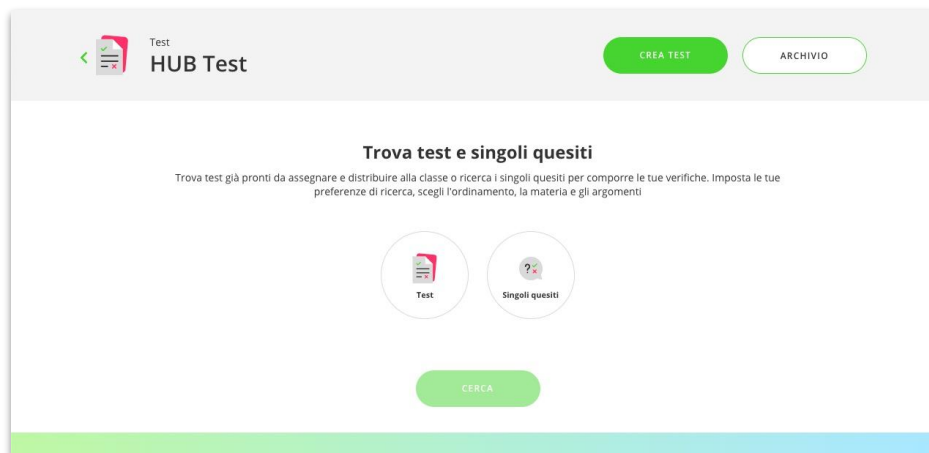 Test
HUB Test
CREA TEST
ARCHIVIO
Trova test e singoli quesiti
Trova test già pronti da assegnare e distribuire alla classe o ricerca i singoli quesiti per comporre le tue verifiche. Imposta le tue
preferenze di ricerca, scegli l'ordinamento, la materia e gli argomenti
Test
Singoli quesiti
CERCA